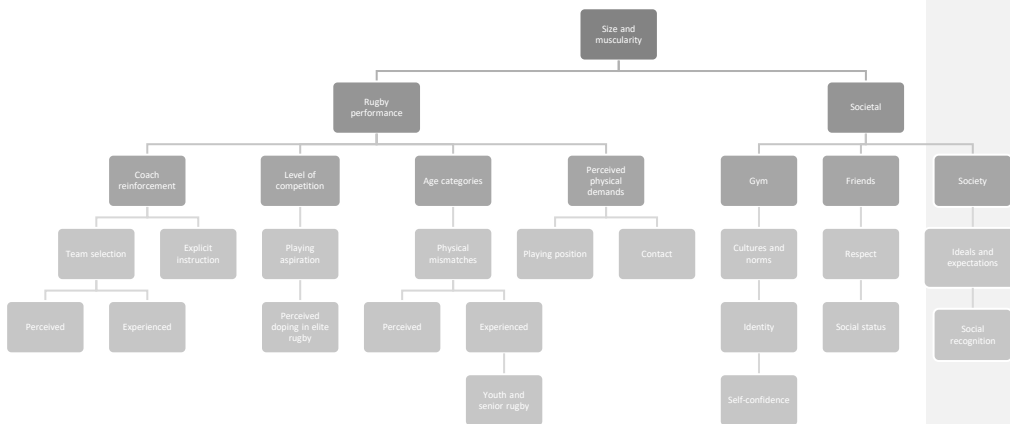 Size and
muscularity
Rugby
performance
Societal
Coach
reinforcement
Level of
competition
Age categories
Perceived
physical
demands
Gym
Friends
Society
Team selection
Explicit
instruction
Playing
aspiration
Physical
mismatches
Playing position
Contact
Cultures and
norms
Respect
Ideals and
expectations
Perceived
Experienced
Perceived
doping in elite
rugby
Perceived
Experienced
Identity
Social status
Social
recognition
Youth and
senior rugby
Self-confidence